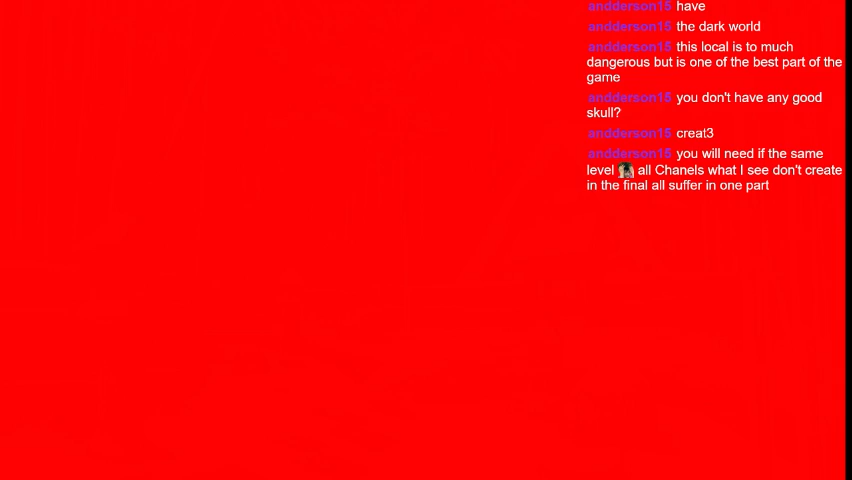 andderson15 have
andderson15 the dark world
andderson15 this local is to much
dangerous but is one of the best part of the
game
andderson15 you don't have any good
skull?
andderson15 creat3
andderson15 you will need if the same
level all Chanels what I see don't create
in the final all suffer in one part